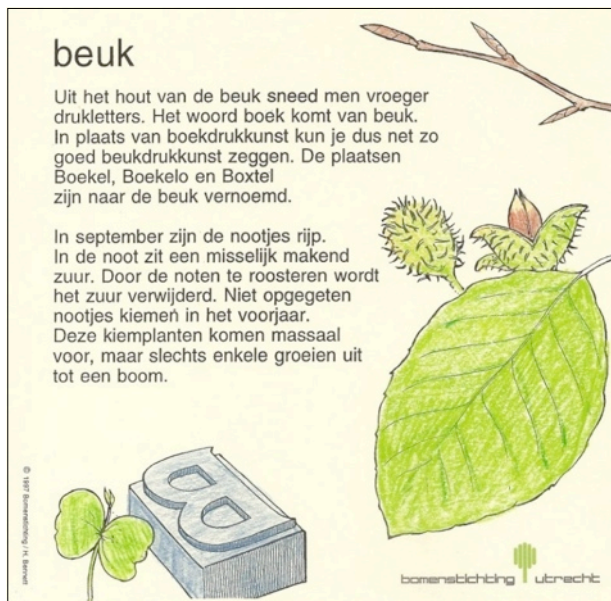 beuk
Uit het hout van de beuk sneed men vroeger
drukletters. Het woord boek komt van beuk.
In plaats van boekdrukkunst kun je dus net zo
goed beukdrukkunst zeggen. De plaatsen
Boekel, Boekelo en Boxtel
zijn naar de beuk vernoemd.
In september zijn de nootjes rijp.
In de noot zit een misselijk makend
zuur. Door de noten te roosteren wordt
het zuur verwijderd. Niet opgegeten
nootjes kiemen in het voorjaar.
Deze kiemplanten komen massaal
voor, maar slechts enkele groeien uit
tot een boom.
B
© 1997 Bomenstichting / H. Bennett
bomenstichting utrecht